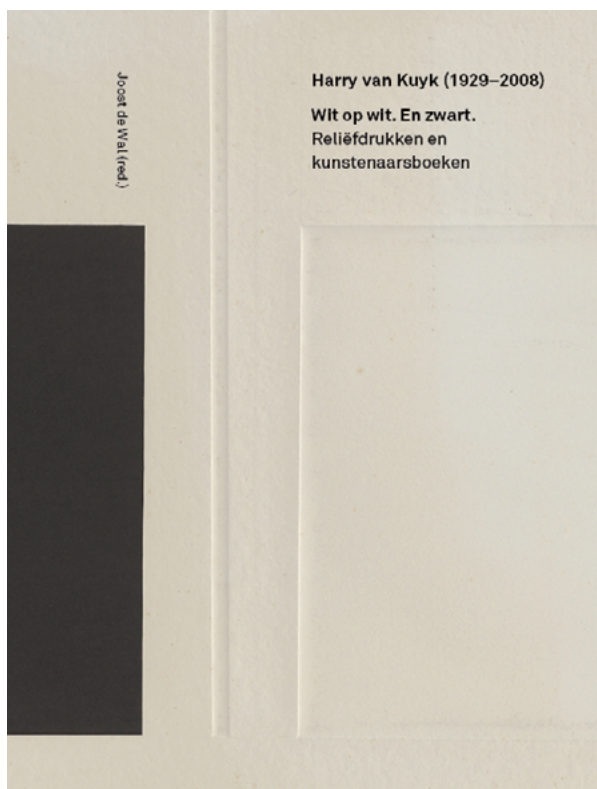 Harry van Kuyk (1929–2008)
Wit op wit. En zwart.
Reliëfdrukken en
kunstenaarsboeken
Joost de Wal (red.)